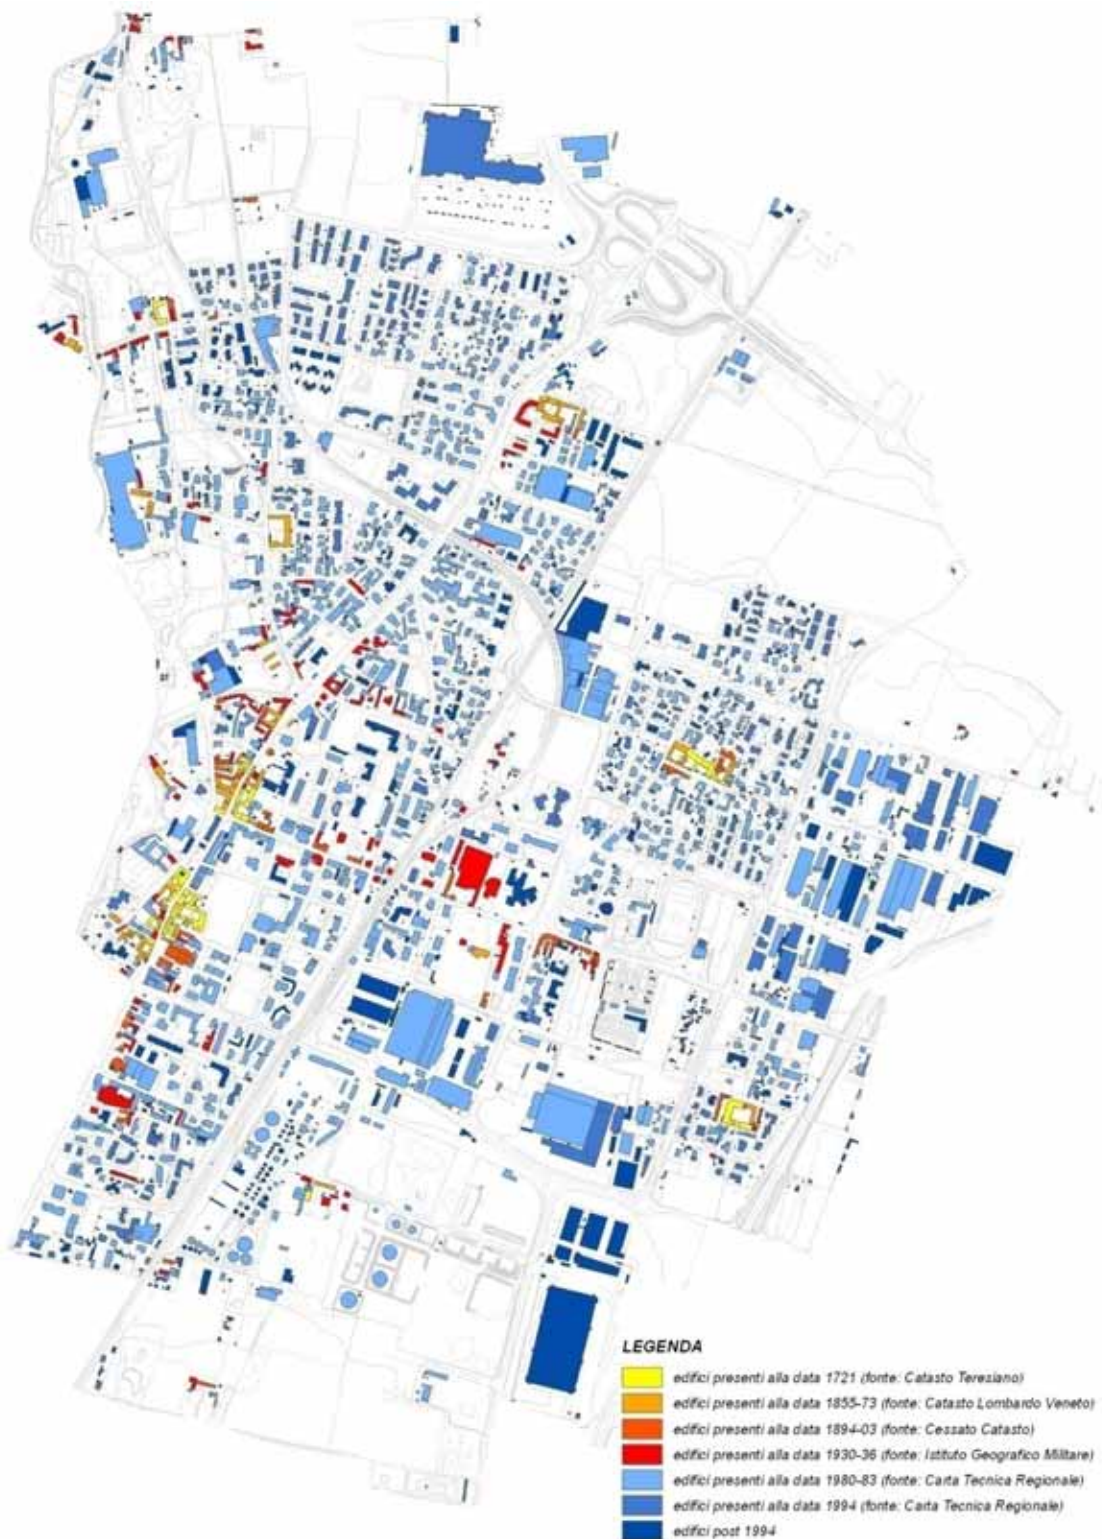 LEGENDA
edifici presenti alla data 1721 (fonte: Catasto Teresiano)
edifici presenti alla data 1855-73 (fonte: Catasto Lombardo Veneto)
edifici presenti alla data 1894-03 (fonte: Cessato Catasto)
edifici presenti alla data 1930-36 (fonte: Istituto Geografico Militare)
edifici presenti alla data 1980-83 (fonte: Carta Tecnica Regionale)
edifici presenti alla data 1994 (fonte: Carta Tecnica Regionale)
edifici post 1994